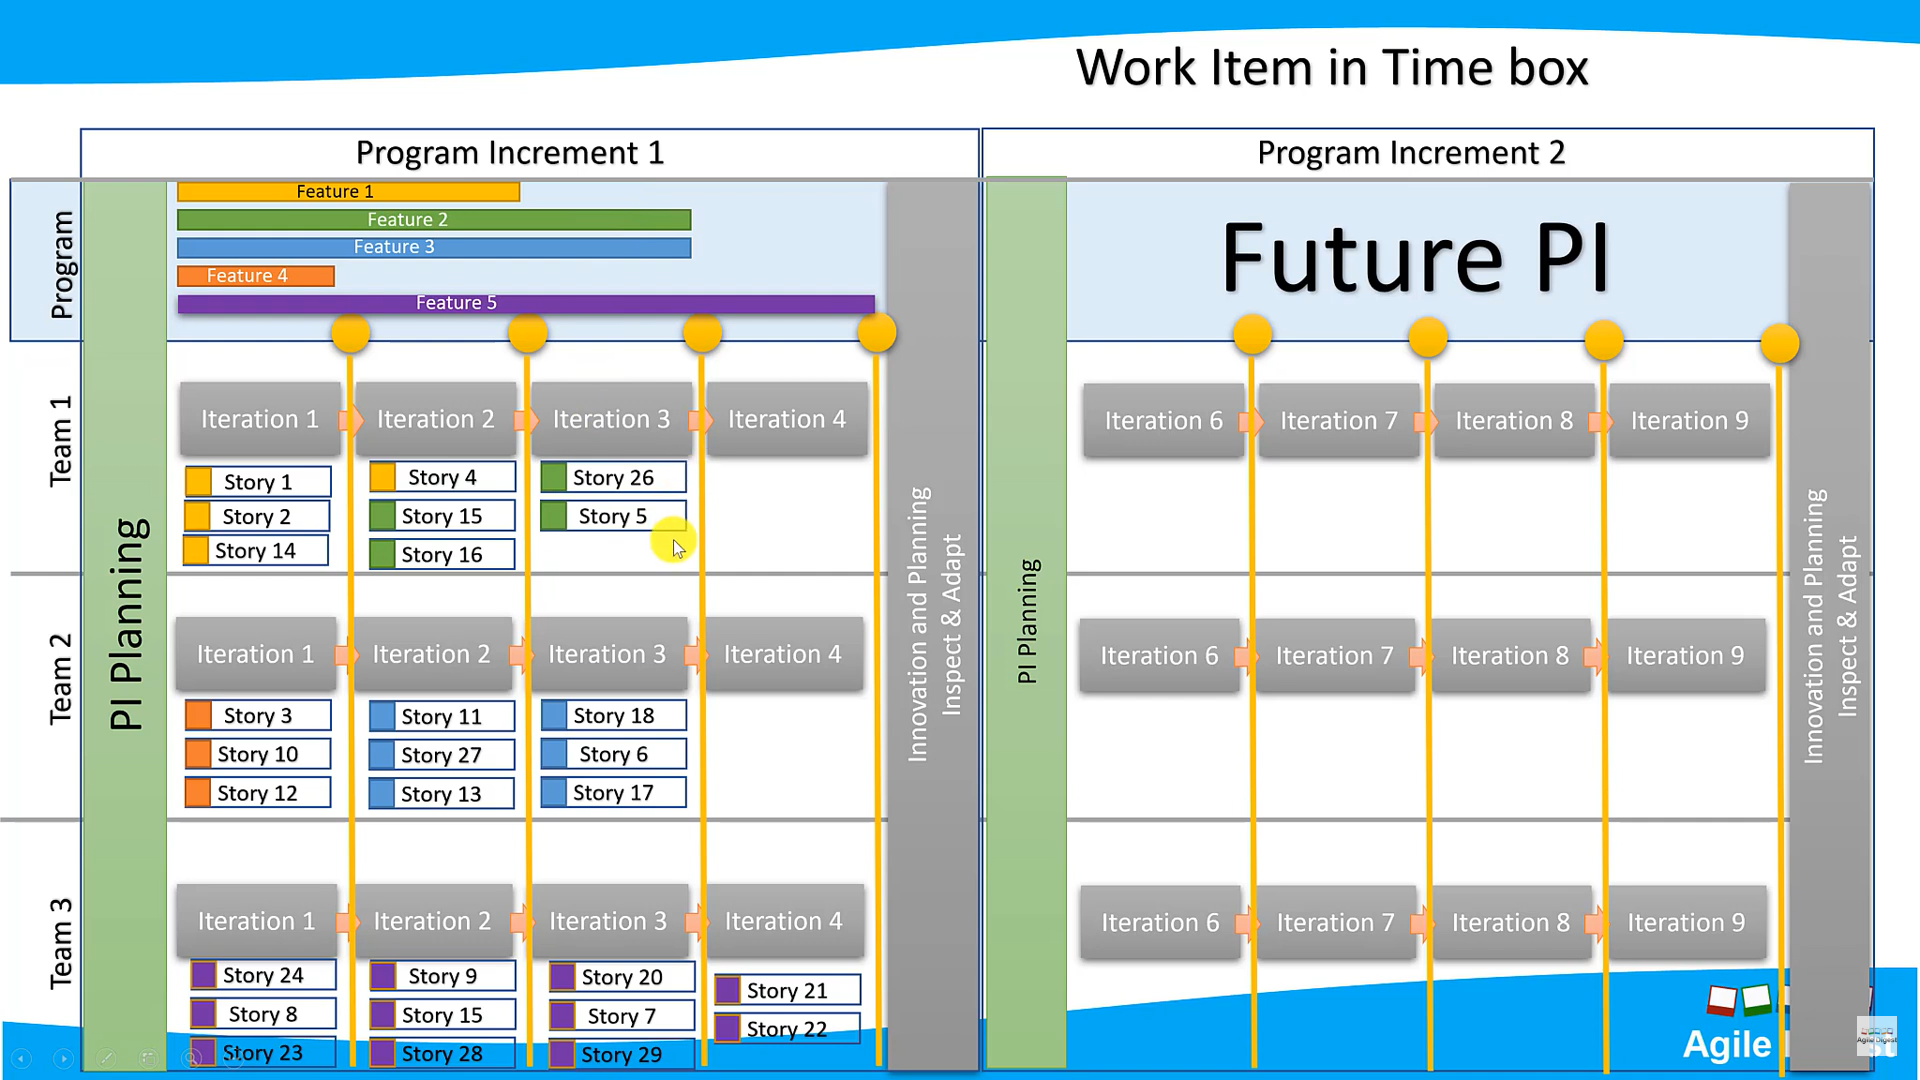 Work Item in Time box
Program Increment 1
Program Increment 2
Program
Feature 1
Feature 2
Feature 3
Feature 4
Feature 5
Future PI
PI Planning
PI Planning
Innovation and Planning
Inspect & Adapt
Innovation and Planning
Inspect & Adapt
Team 1
Iteration 1
Iteration 2
Iteration 3
Iteration 4
Iteration 6
Iteration 7
Iteration 8
Iteration 9
Story 1
Story 2
Story 14
Story 4
Story 15
Story 16
Story 26
Story 5
Team 2
Iteration 1
Iteration 2
Iteration 3
Iteration 4
Iteration 6
Iteration 7
Iteration 8
Iteration 9
Story 3
Story 10
Story 12
Story 11
Story 27
Story 13
Story 18
Story 6
Story 17
Team 3
Iteration 1
Iteration 2
Iteration 3
Iteration 4
Iteration 6
Iteration 7
Iteration 8
Iteration 9
Story 24
Story 8
Story 23
Story 9
Story 15
Story 28
Story 20
Story 7
Story 29
Story 21
Story 22
Agile
Agile Digest